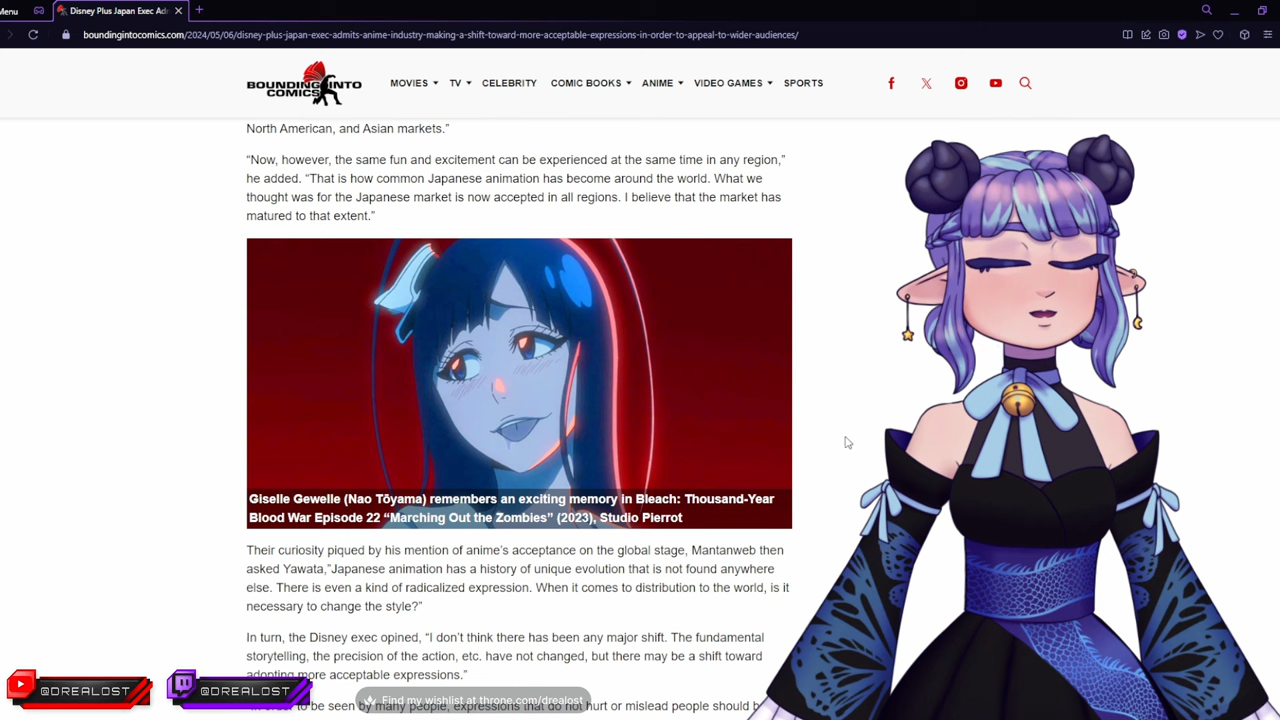 Menu
Disney Plus Japan Exec Adm
boundingintocomics.com/2024/05/06/disney-plus-japan-exec-admits-anime-industry-making-a-shift-toward-more-acceptable-expressions-in-order-to-appeal-to-wider-audiences/
BOUNDING INTO
COMICS
MOVIES TV CELEBRITY COMIC BOOKS ANIME VIDEO GAMES SPORTS
North American, and Asian markets.”
“Now, however, the same fun and excitement can be experienced at the same time in any region,”
he added. “That is how common Japanese animation has become around the world. What we
thought was for the Japanese market is now accepted in all regions. I believe that the market has
matured to that extent.”
Giselle Gewelle (Nao Tōyama) remembers an exciting memory in Bleach: Thousand-Year
Blood War Episode 22 “Marching Out the Zombies” (2023), Studio Pierrot
Their curiosity piqued by his mention of anime’s acceptance on the global stage, Mantanweb then
asked Yawata,”Japanese animation has a history of unique evolution that is not found anywhere
else. There is even a kind of radicalized expression. When it comes to distribution to the world, is it
necessary to change the style?”
In turn, the Disney exec opined, “I don’t think there has been any major shift. The fundamental
storytelling, the precision of the action, etc. have not changed, but there may be a shift toward
adopting more acceptable expressions.”
@DREALOST
@DREALOST
Find my wishlist at throne.com/drealost
to be seen by many people, expressions that do not hurt or mislead people should b